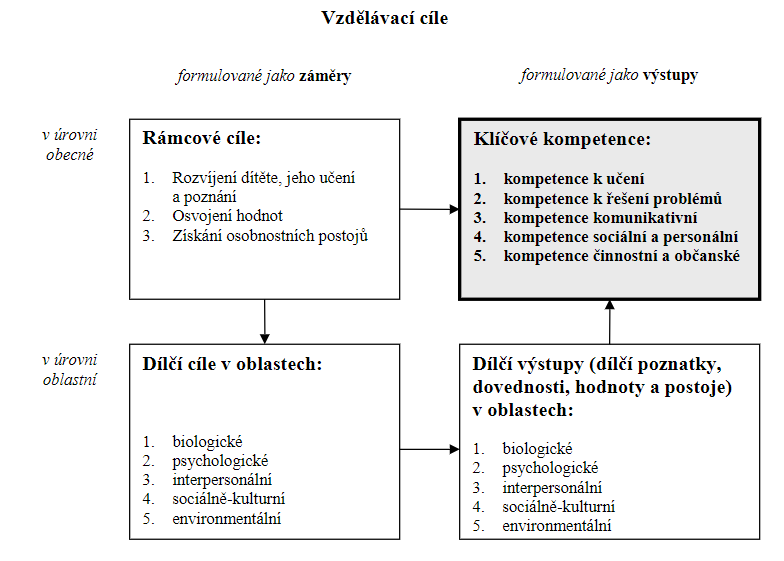 Vzdělávací cíle
formulované jako záměry
formulované jako výstupy
v úrovni
obecné
Rámcové cíle:
1. Rozvíjení dítěte, jeho učení
a poznání
2. Osvojení hodnot
3. Získání osobnostních postojů
Klíčové kompetence:
1. kompetence k učení
2. kompetence k řešení problémů
3. kompetence komunikativní
4. kompetence sociální a personální
5. kompetence činnostní a občanské
v úrovni
oblastní
Dílčí cíle v oblastech:
1. biologické
2. psychologické
3. interpersonální
4. sociálně-kulturní
5. environmentální
Dílčí výstupy (dílčí poznatky,
dovednosti, hodnoty a postoje)
v oblastech:
1. biologické
2. psychologické
3. interpersonální
4. sociálně-kulturní
5. environmentální